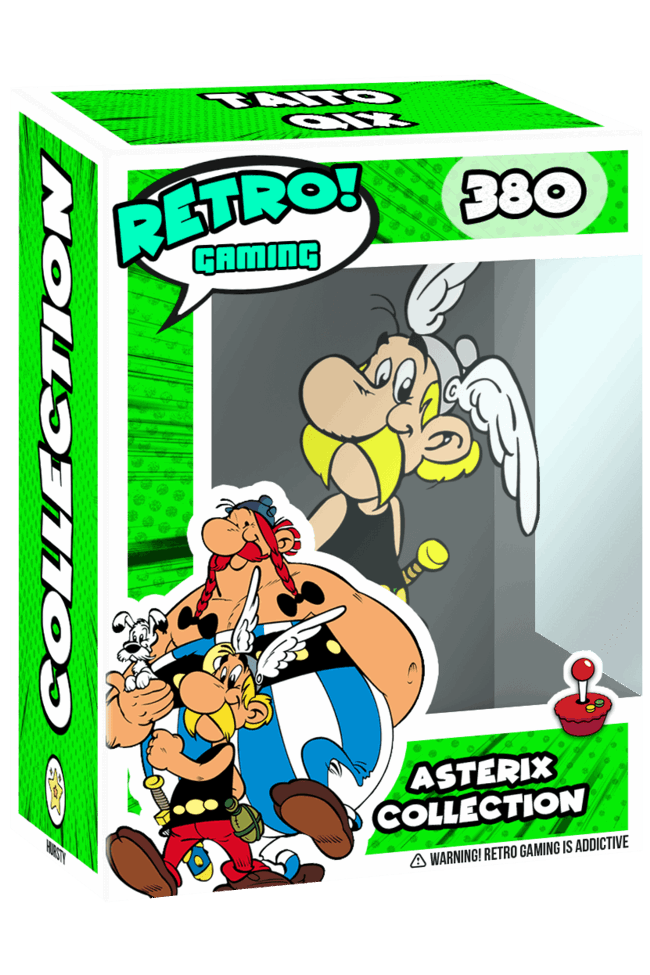 TAITO
QIX
RETRO!
GAMING
380
COLLECTION
ASTERIX
COLLECTION
⚠ WARNING! RETRO GAMING IS ADDICTIVE
HURSTY